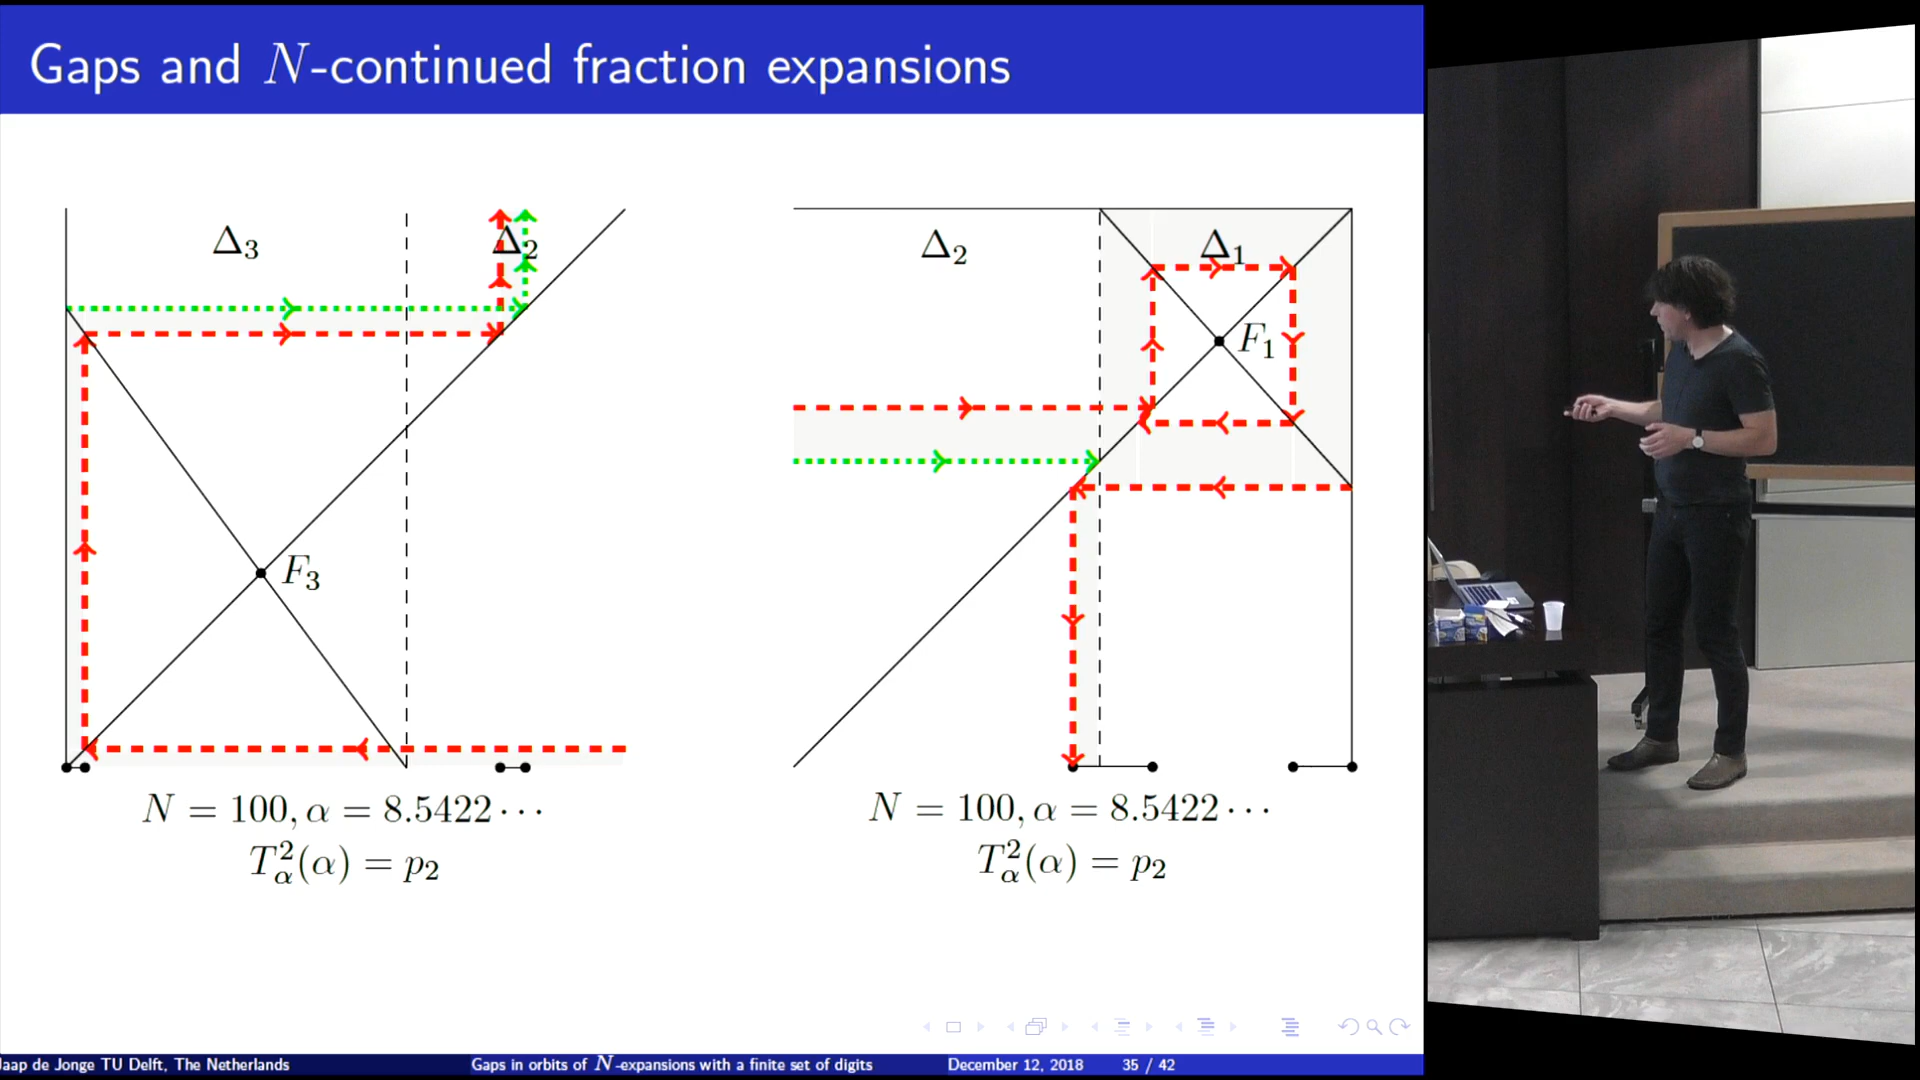 Gaps and N-continued fraction expansions
Δ₃
Δ₂
F₃
N = 100, α = 8.5422···
T²_α(α) = p₂
Δ₂
Δ₁
F₁
N = 100, α = 8.5422···
T²_α(α) = p₂
Jaap de Jonge TU Delft, The Netherlands
Gaps in orbits of N-expansions with a finite set of digits
December 12, 2018
35 / 42